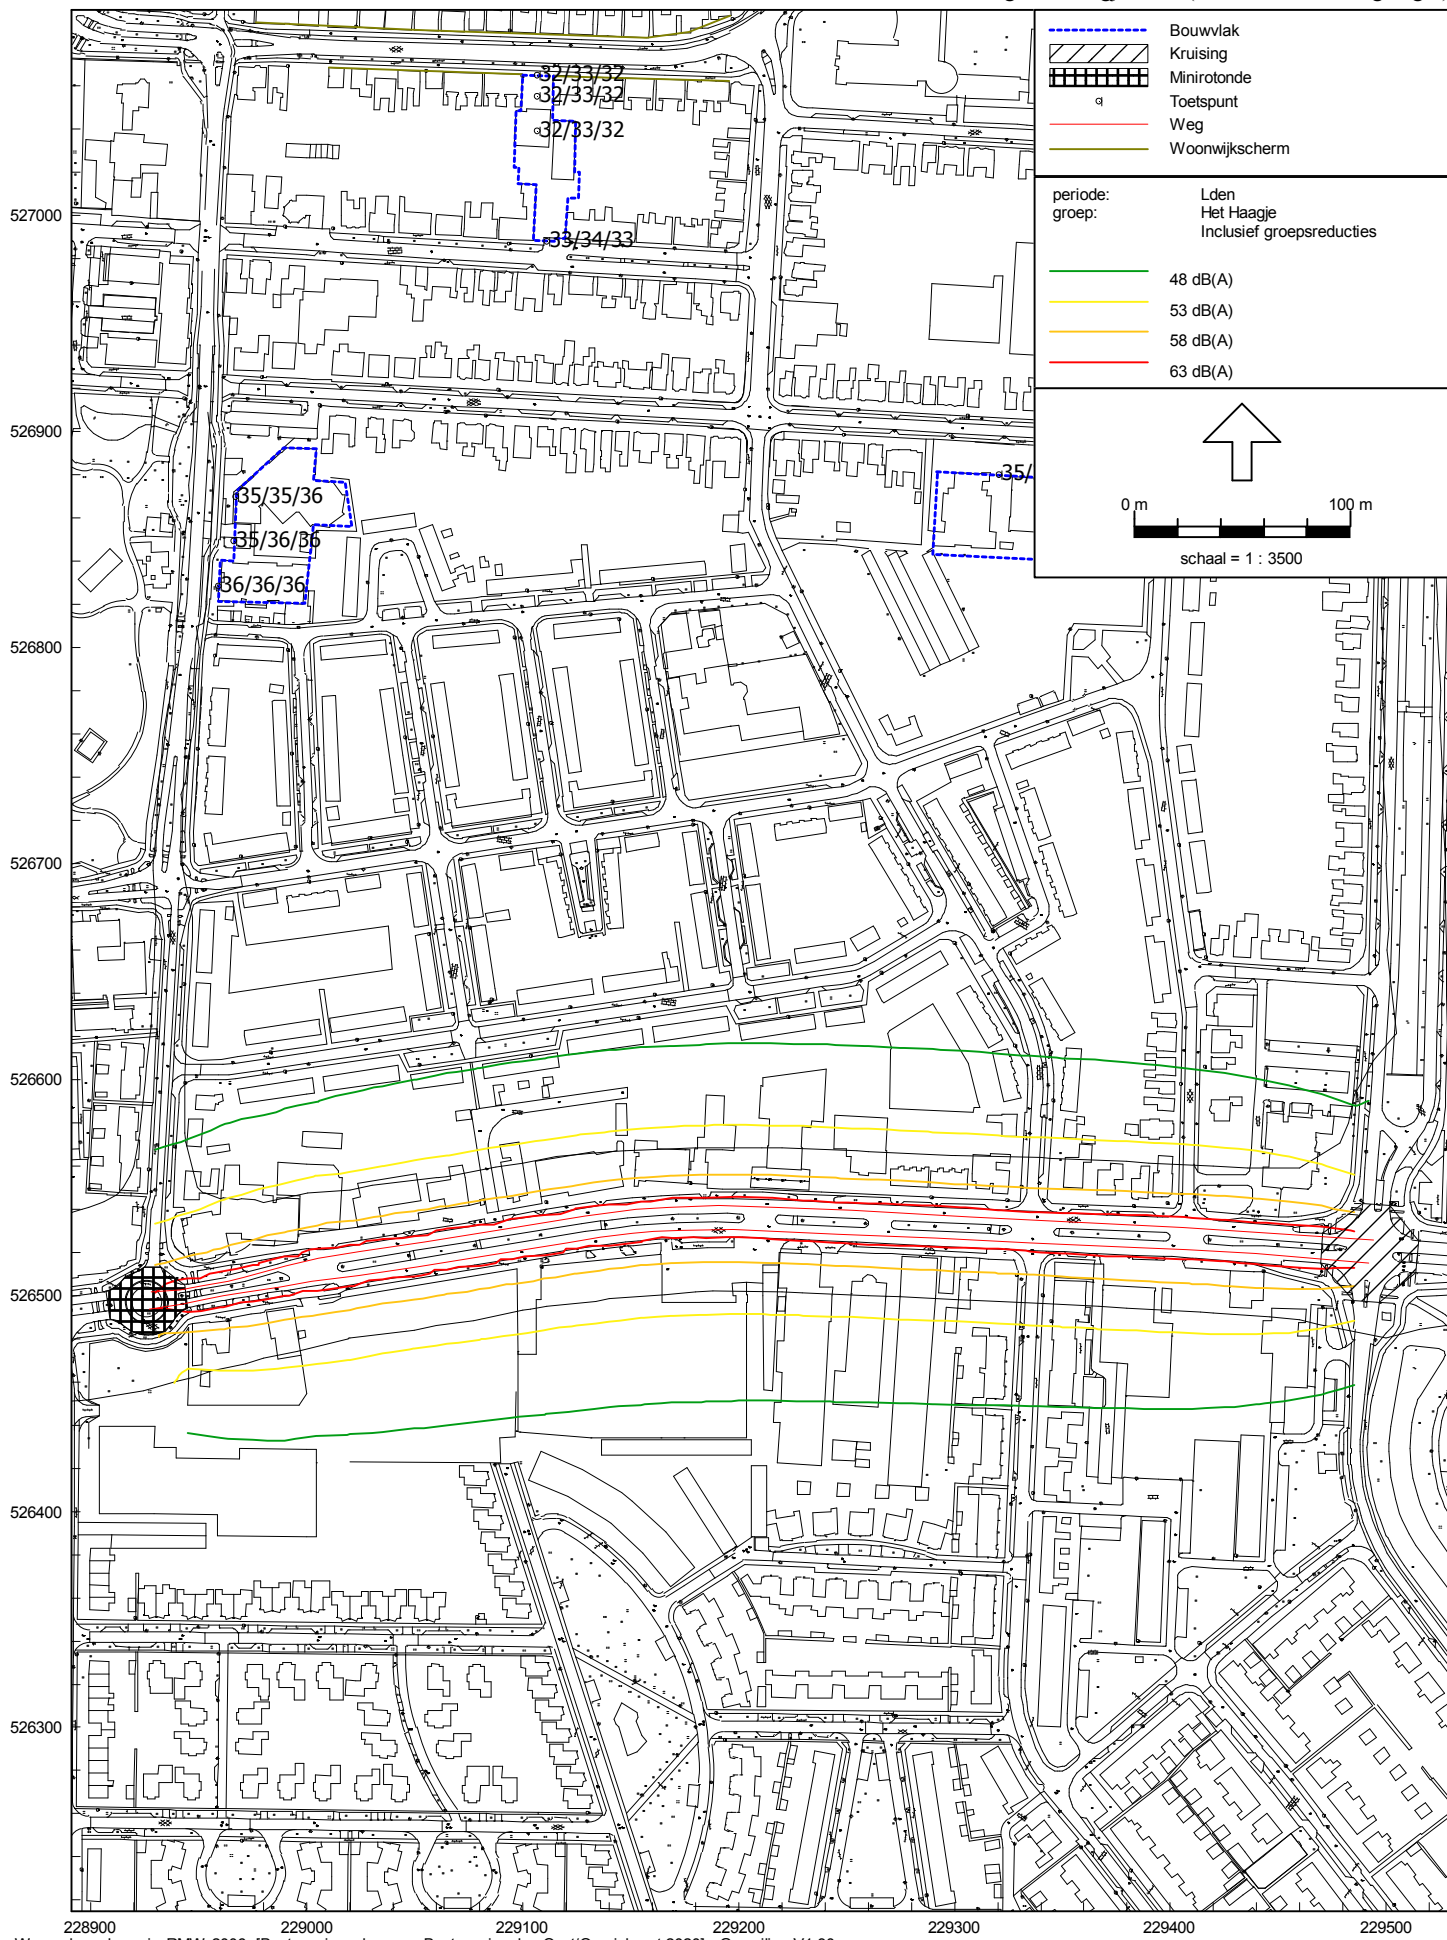 Bouwvlak
Kruising
Minirotonde
Toetspunt
Weg
Woonwijkscherm
periode: Lden
groep: Het Haagje
Inclusief groepsreducties
48 dB(A)
53 dB(A)
58 dB(A)
63 dB(A)
0 m 100 m
schaal = 1 : 3500
32/33/32
32/33/32
32/33/32
33/34/33
35/35/36
35/36/36
36/36/36
35/
527000
526900
526800
526700
526600
526500
526400
526300
228900 229000 229100 229200 229300 229400 229500